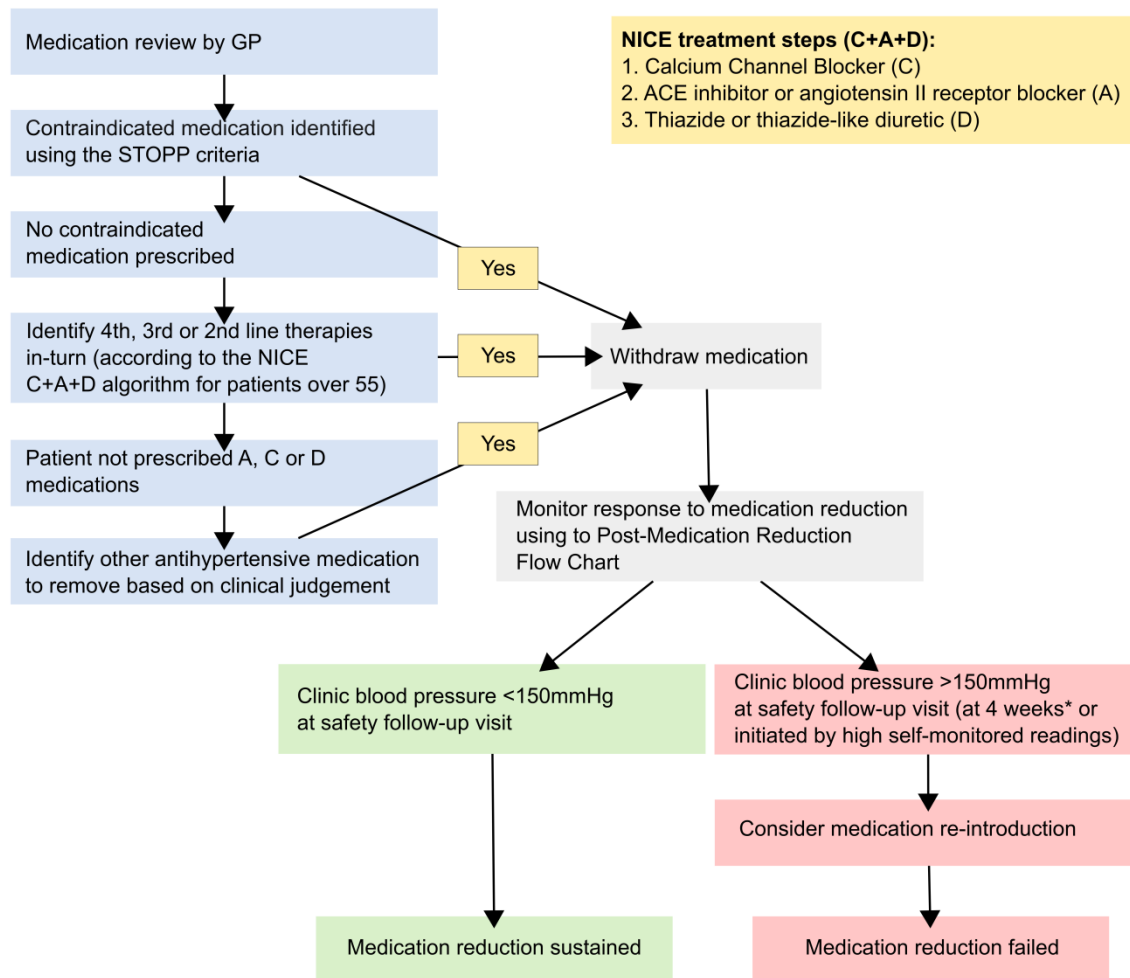 Medication review by GP
NICE treatment steps (C+A+D):
1. Calcium Channel Blocker (C)
2. ACE inhibitor or angiotensin II receptor blocker (A)
3. Thiazide or thiazide-like diuretic (D)
Contraindicated medication identified
using the STOPP criteria
No contraindicated
medication prescribed
Yes
Identify 4th, 3rd or 2nd line therapies
in-turn (according to the NICE
C+A+D algorithm for patients over 55)
Yes
Withdraw medication
Patient not prescribed A, C or D
medications
Yes
Identify other antihypertensive medication
to remove based on clinical judgement
Monitor response to medication reduction
using to Post-Medication Reduction
Flow Chart
Clinic blood pressure <150mmHg
at safety follow-up visit
Clinic blood pressure >150mmHg
at safety follow-up visit (at 4 weeks* or
initiated by high self-monitored readings)
Consider medication re-introduction
Medication reduction sustained
Medication reduction failed